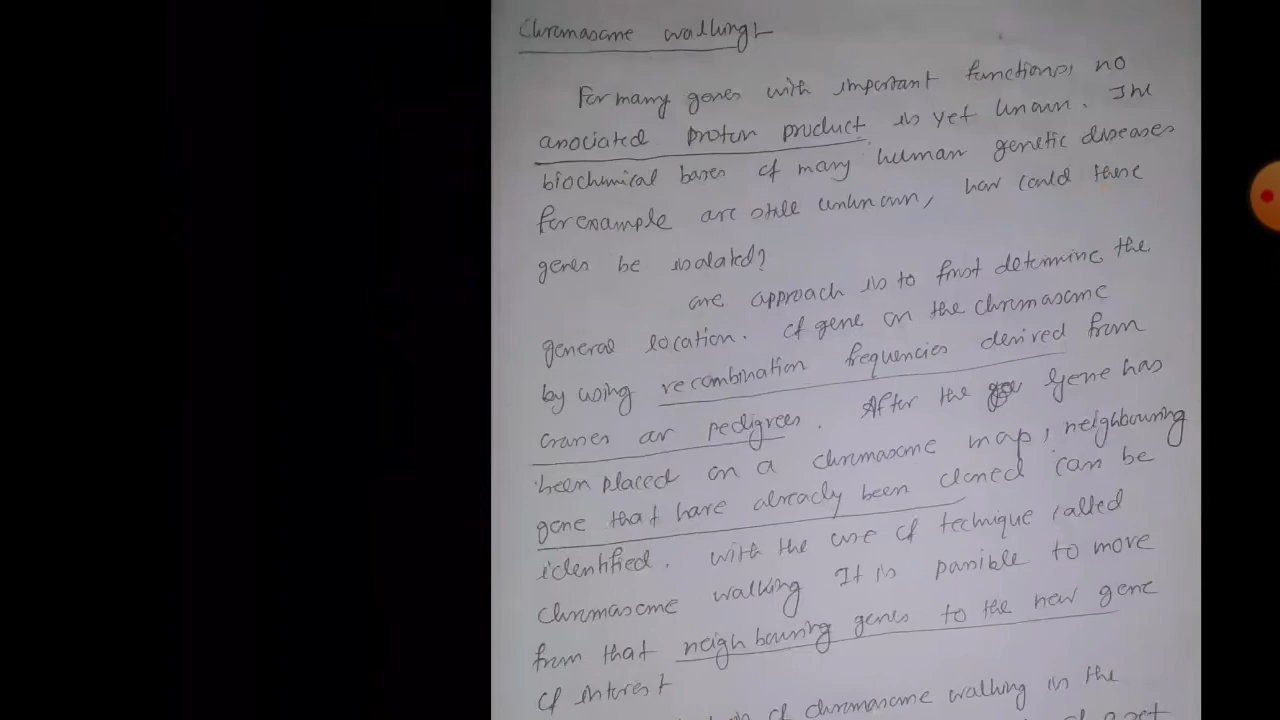 Chromosome walking:-
For many genes with important functions, no
associated protein product is yet known. The
biochemical bases of many human genetic diseases
for example are still unknown, how could these
genes be isolated?
one approach is to first determine the
general location. Of gene on the chromosome
by using recombination frequencies derived from
crosses or pedigrees. After the gene has
been placed on a chromosome map, neighbouring
gene that have already been cloned can be
identified. With the use of technique called
chromosome walking It is possible to more
from that neighbouring genes to the new gene
of interest
of chromosome walking in the
of a set